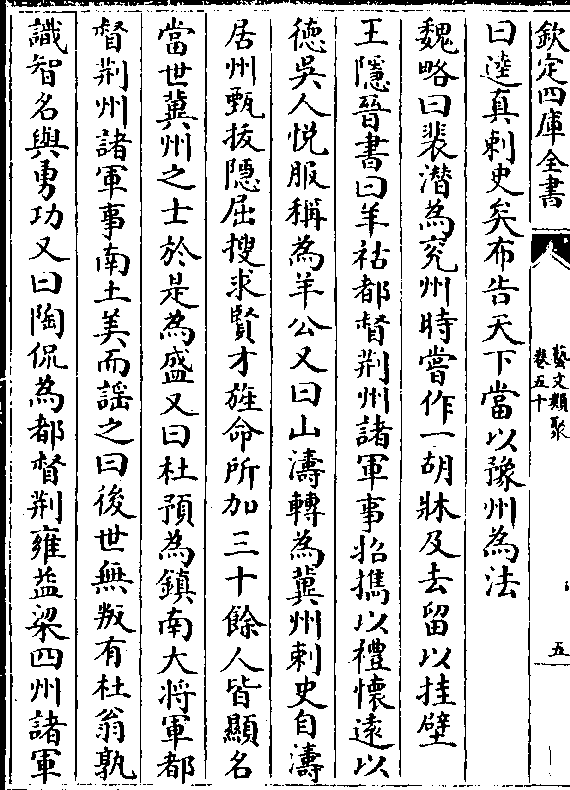 欽定四庫全書
藝文類聚
卷五十
五
曰逵真刺史矣布告天下當以豫州為法
魏略曰裴潛為兖州時嘗作一胡牀及去留以挂壁
王隱晉書曰羊祜都督荆州諸軍事招攜以禮懷逺以
徳吳人悦服稱為羊公又曰山濤轉為冀州刺史自濤
居州甄拔隱屈搜求賢才旌命所加三十餘人皆顯名
當世冀州之士於是為盛又曰杜預為鎮南大将軍都
督荆州諸軍事南土美而謡之曰後世無叛有杜翁孰
識智名與勇功又曰陶侃為都督荆雍益梁四州諸軍